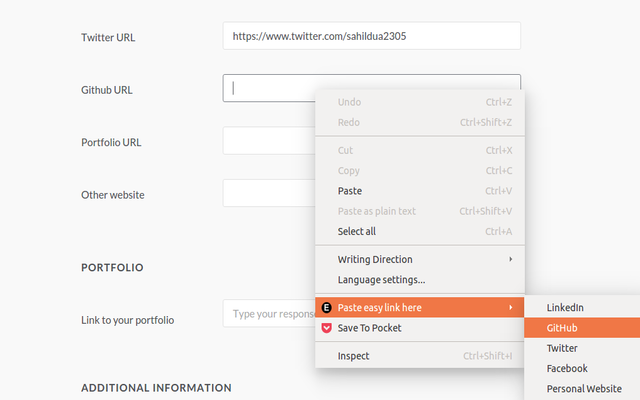 Twitter URL https://www.twitter.com/sahildua2305
Github URL
Undo Ctrl+Z
Redo Ctrl+Shift+Z
Cut Ctrl+X
Portfolio URL
Copy Ctrl+C
Paste Ctrl+V
Other website
Paste as plain text Ctrl+Shift+V
Select all Ctrl+A
Writing Direction
PORTFOLIO
Language settings...
E Paste easy link here
LinkedIn
Link to your portfolio Type your response
Save To Pocket
GitHub
Twitter
Inspect Ctrl+Shift+I
Facebook
ADDITIONAL INFORMATION
Personal Website